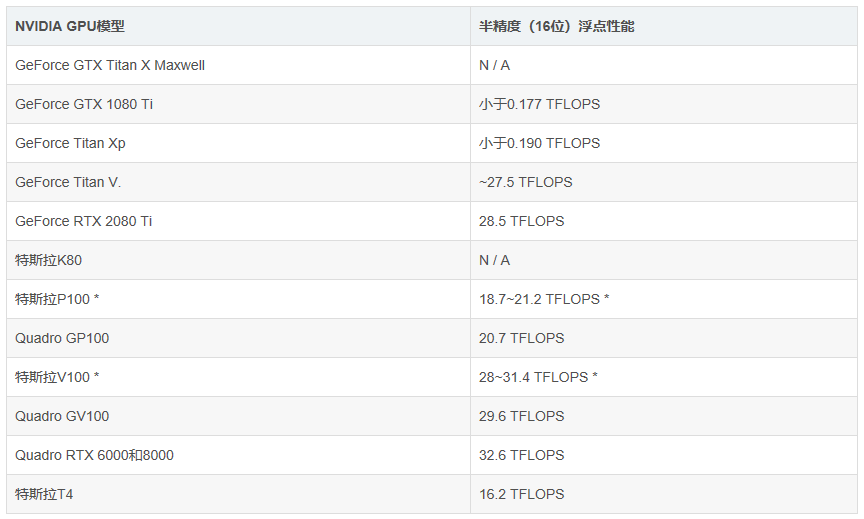 NVIDIA GPU模型 半精度（16位）浮点性能
GeForce GTX Titan X Maxwell N / A
GeForce GTX 1080 Ti 小于0.177 TFLOPS
GeForce Titan Xp 小于0.190 TFLOPS
GeForce Titan V. ~27.5 TFLOPS
GeForce RTX 2080 Ti 28.5 TFLOPS
特斯拉K80 N / A
特斯拉P100 * 18.7~21.2 TFLOPS *
Quadro GP100 20.7 TFLOPS
特斯拉V100 * 28~31.4 TFLOPS *
Quadro GV100 29.6 TFLOPS
Quadro RTX 6000和8000 32.6 TFLOPS
特斯拉T4 16.2 TFLOPS